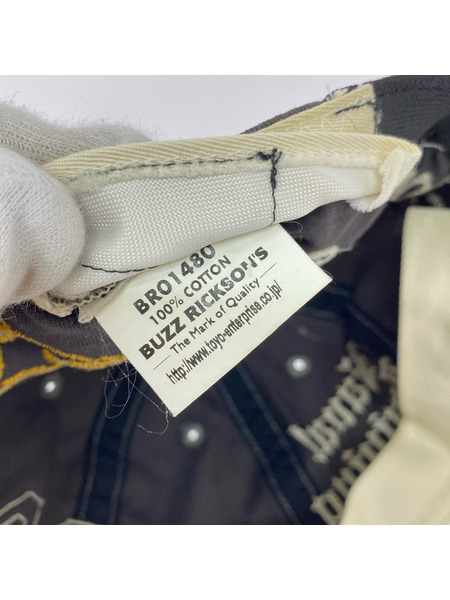 BR01480
100% COTTON
BUZZ RICKSON'S
The Mark of Quality
http://www.toyo-enterprise.co.jp/